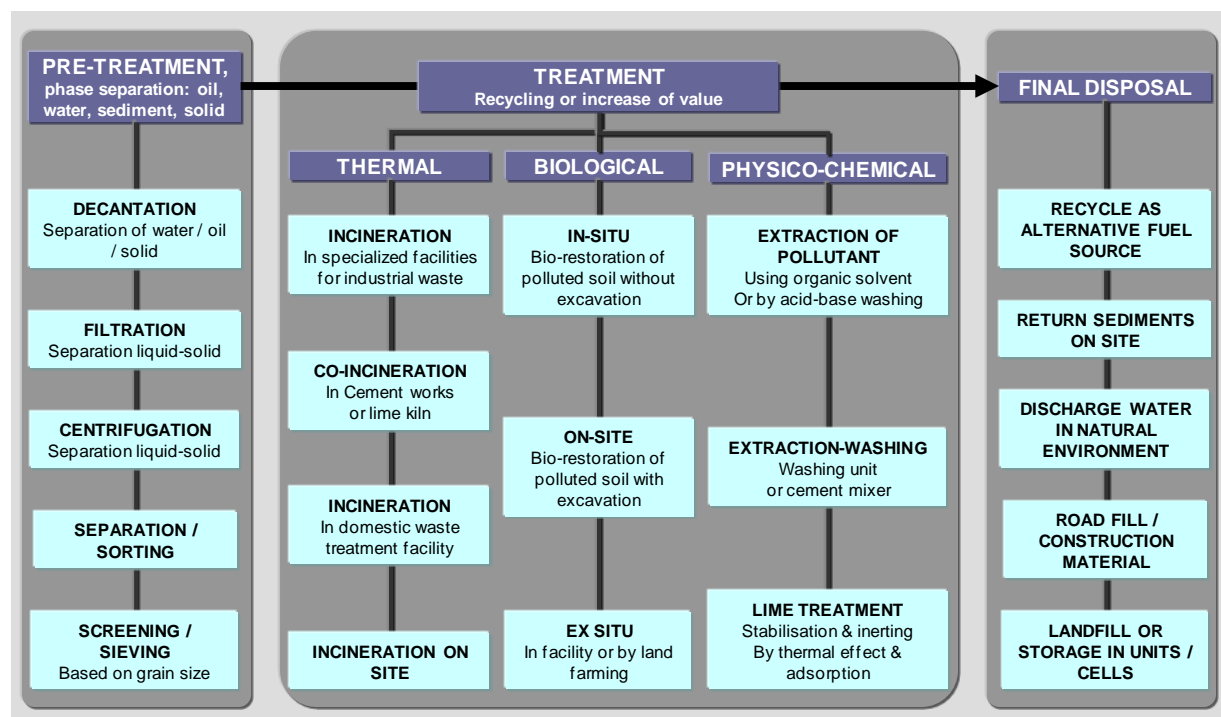 PRE-TREATMENT,
phase separation: oil,
water, sediment, solid
DECANTATION
Separation of water / oil
/ solid
FILTRATION
Separation liquid-solid
CENTRIFUGATION
Separation liquid-solid
SEPARATION /
SORTING
SCREENING /
SIEVING
Based on grain size
TREATMENT
Recycling or increase of value
THERMAL
INCINERATION
In specialized facilities
for industrial waste
CO-INCINERATION
In Cement works
or lime kiln
INCINERATION
In domestic waste
treatment facility
INCINERATION ON
SITE
BIOLOGICAL
IN-SITU
Bio-restoration of
polluted soil without
excavation
ON-SITE
Bio-restoration of
polluted soil with
excavation
EX SITU
In facility or by land
farming
PHYSICO-CHEMICAL
EXTRACTION OF
POLLUTANT
Using organic solvent
Or by acid-base washing
EXTRACTION-WASHING
Washing unit
or cement mixer
LIME TREATMENT
Stabilisation & inerting
By thermal effect &
adsorption
FINAL DISPOSAL
RECYCLE AS
ALTERNATIVE FUEL
SOURCE
RETURN SEDIMENTS
ON SITE
DISCHARGE WATER
IN NATURAL
ENVIRONMENT
ROAD FILL /
CONSTRUCTION
MATERIAL
LANDFILL OR
STORAGE IN UNITS /
CELLS